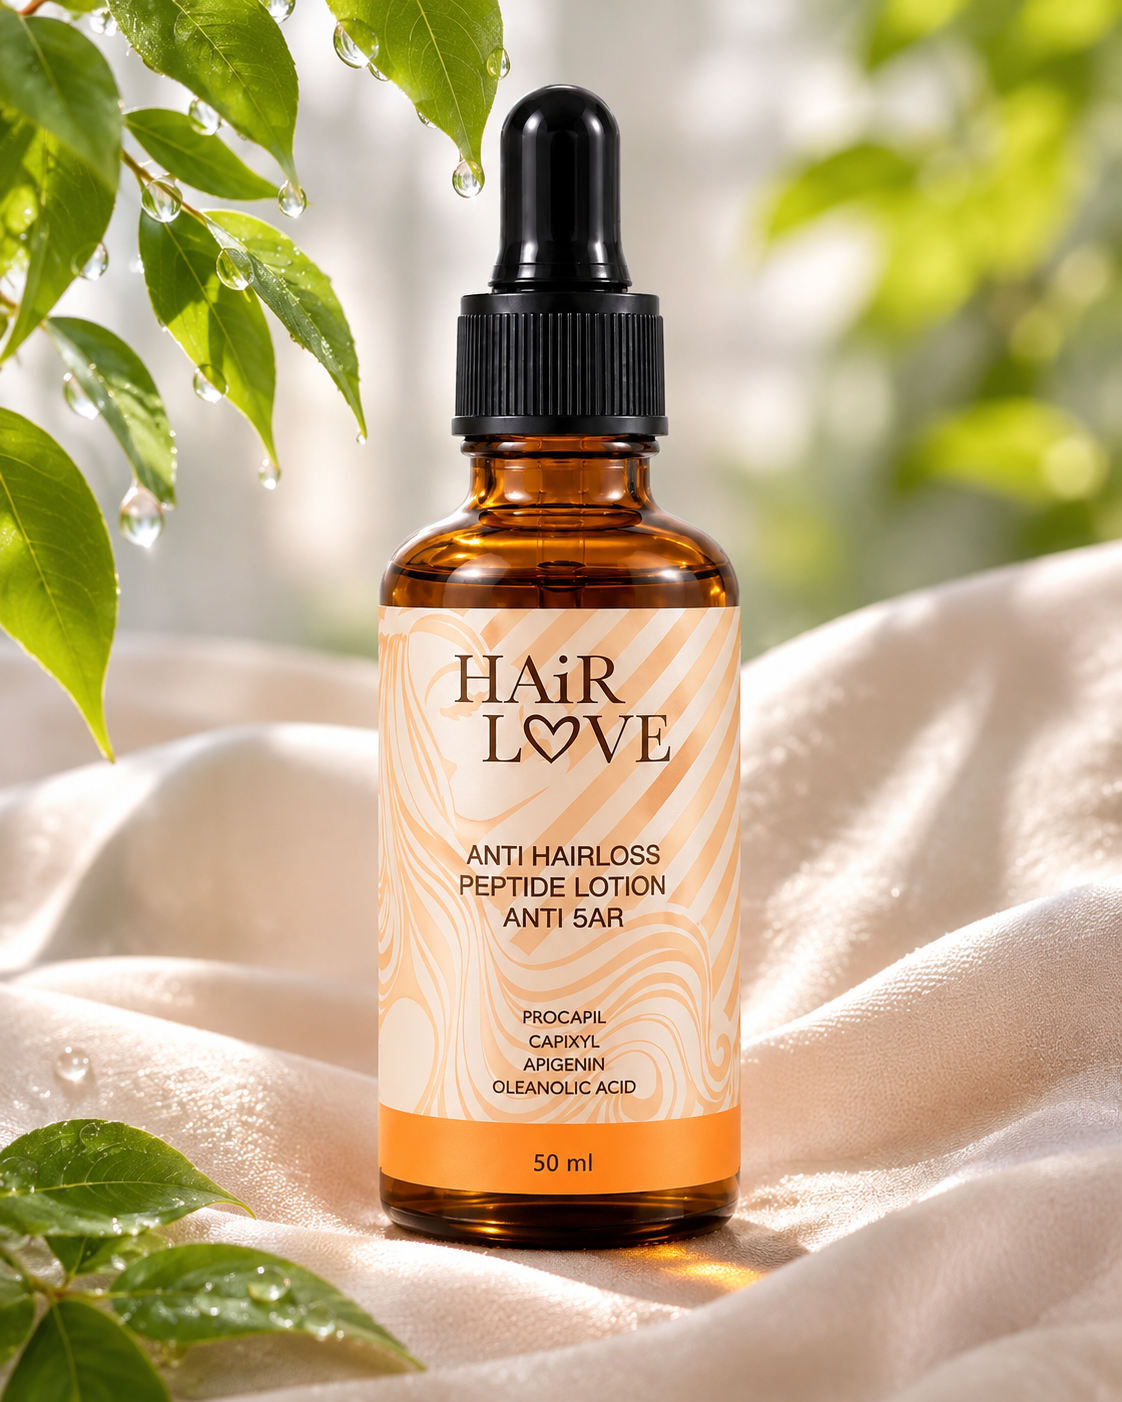 HAiR
LOVE
ANTI HAIRLOSS
PEPTIDE LOTION
ANTI 5AR
PROCAPIL
CAPIXYL
APIGENIN
OLEANOLIC ACID
50 ml